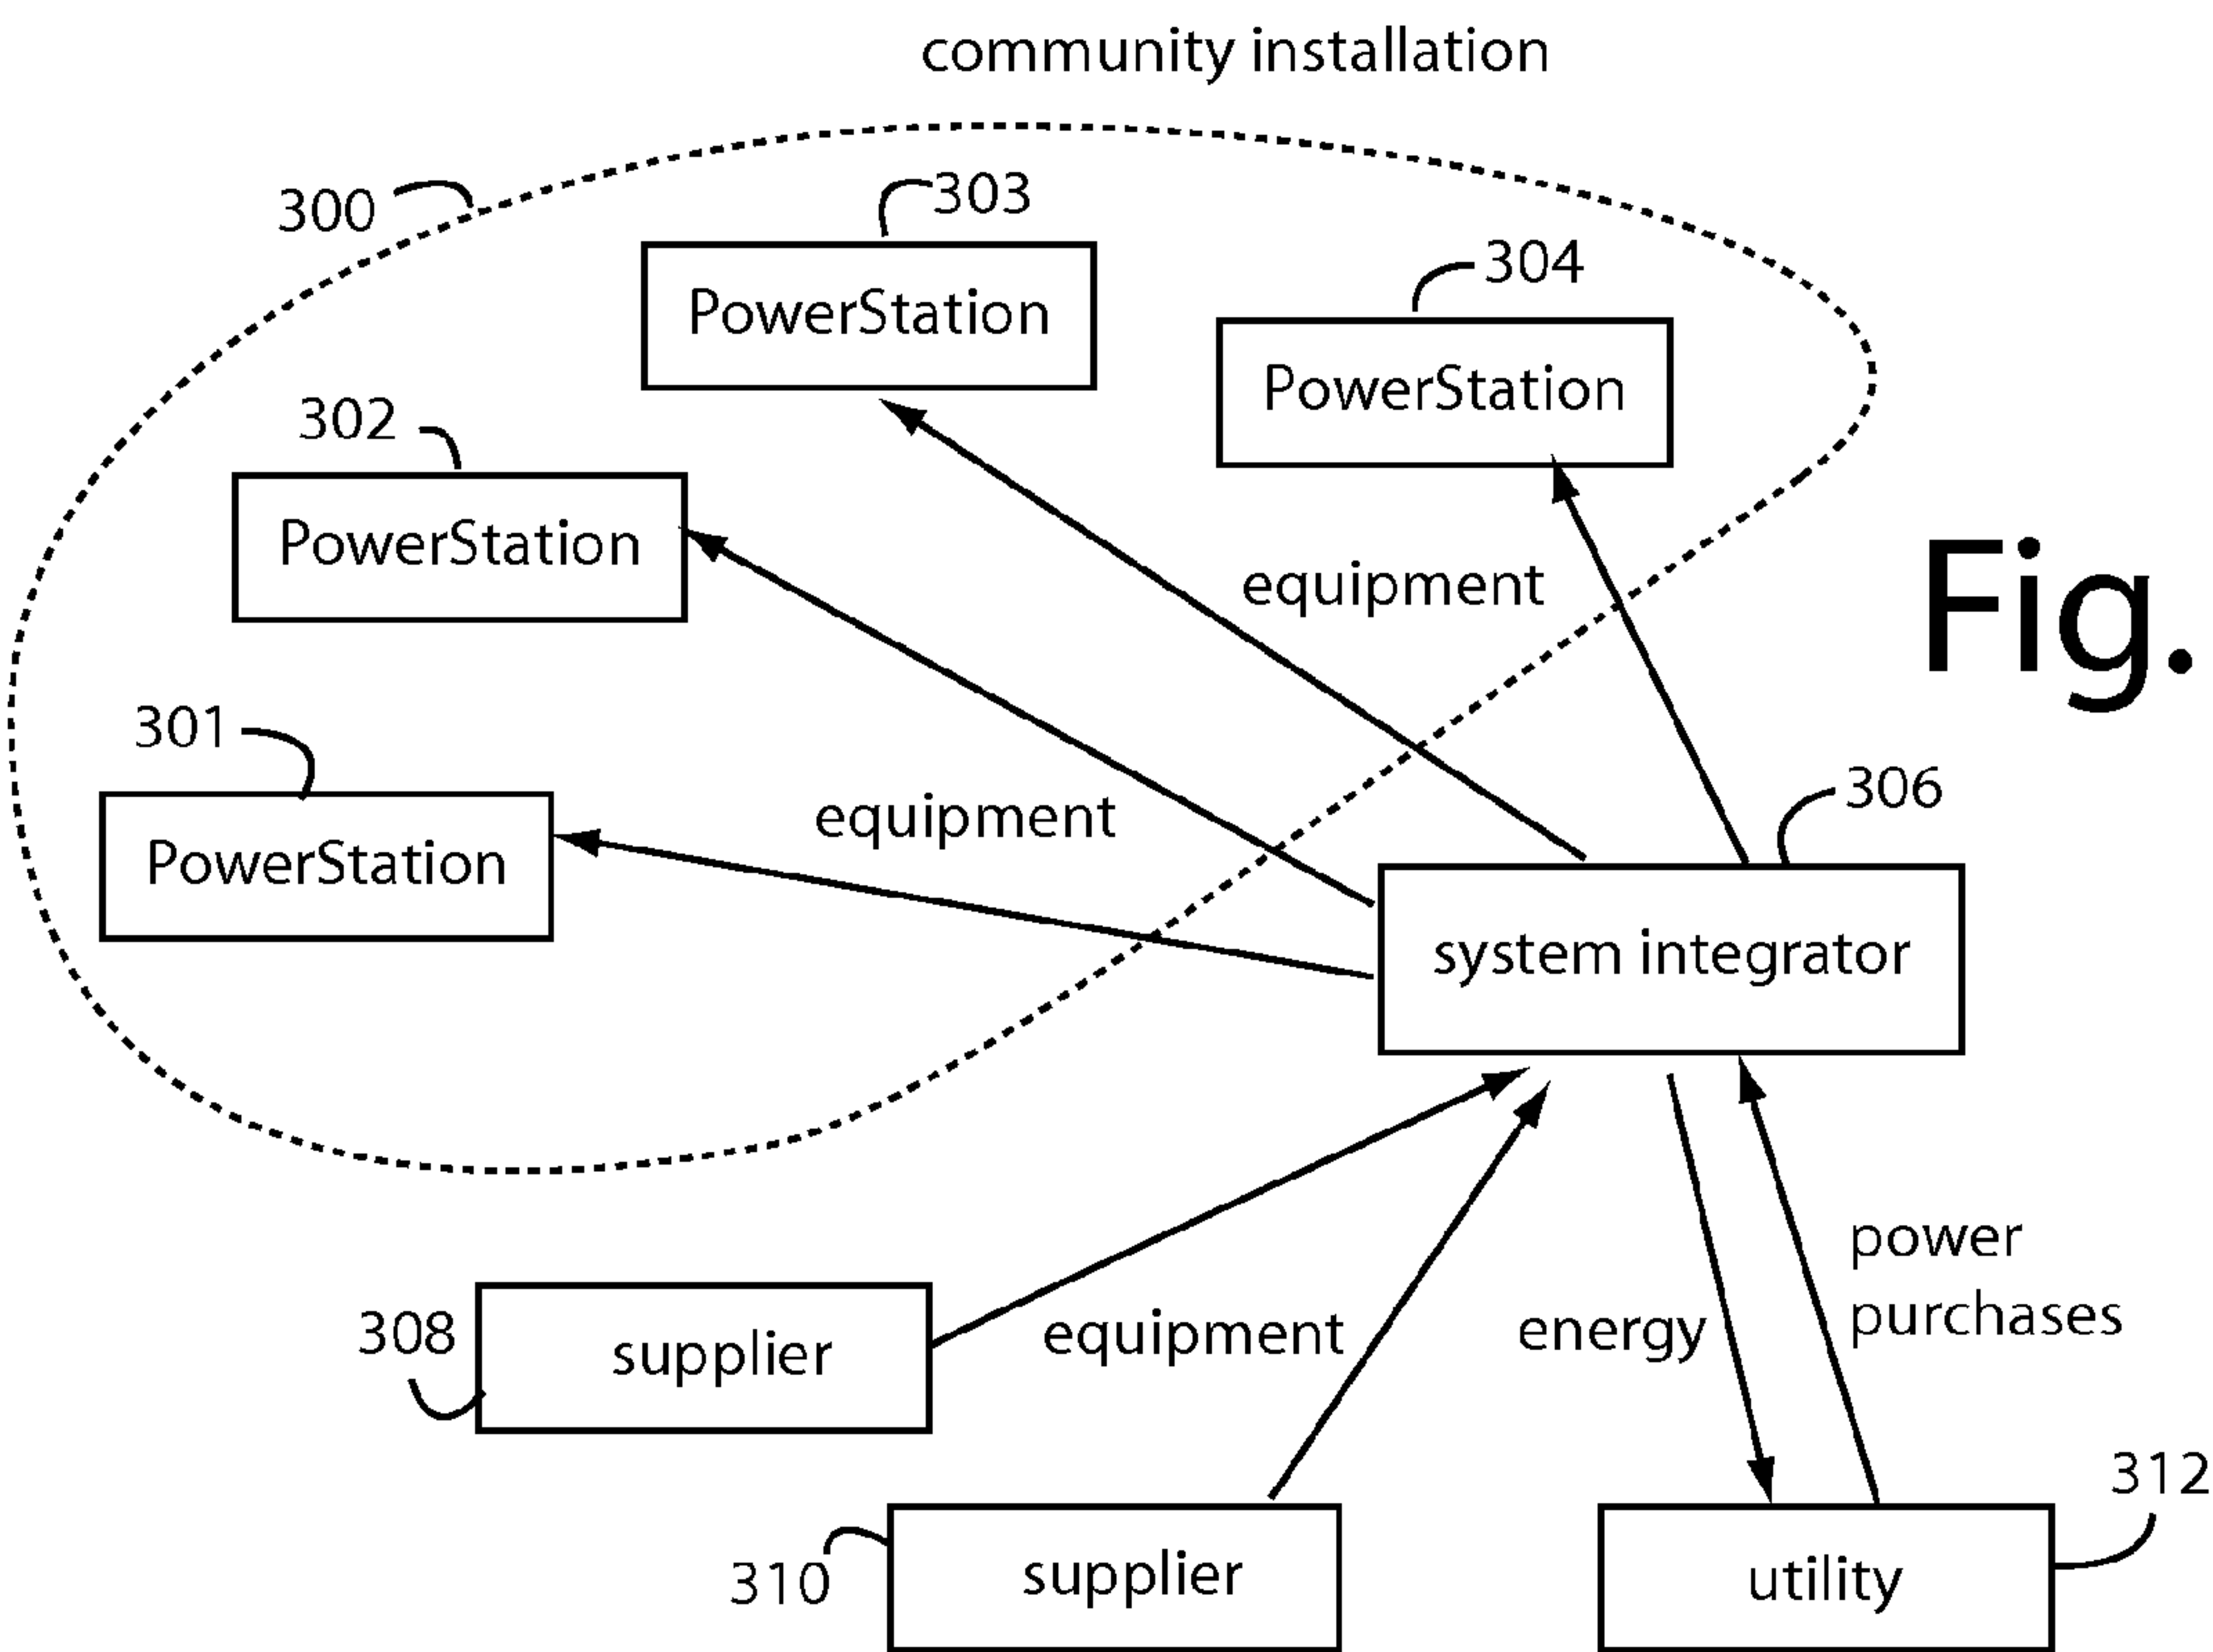 community installation
300
303
PowerStation
304
PowerStation
302
PowerStation
equipment
Fig.
301
PowerStation
equipment
306
system integrator
308
supplier
equipment
energy
power
purchases
310
supplier
utility
312